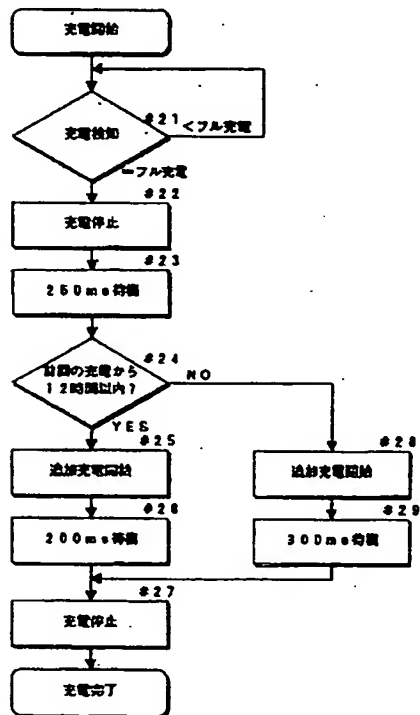 充電開始
#21
充電検知
<フル充電
=フル充電
#22
充電停止
#23
250ms待機
#24
前回の充電から
12時間以内?
NO
YES
#25
追加充電開始
#28
追加充電開始
#26
200ms待機
#29
300ms待機
#27
充電停止
充電完了